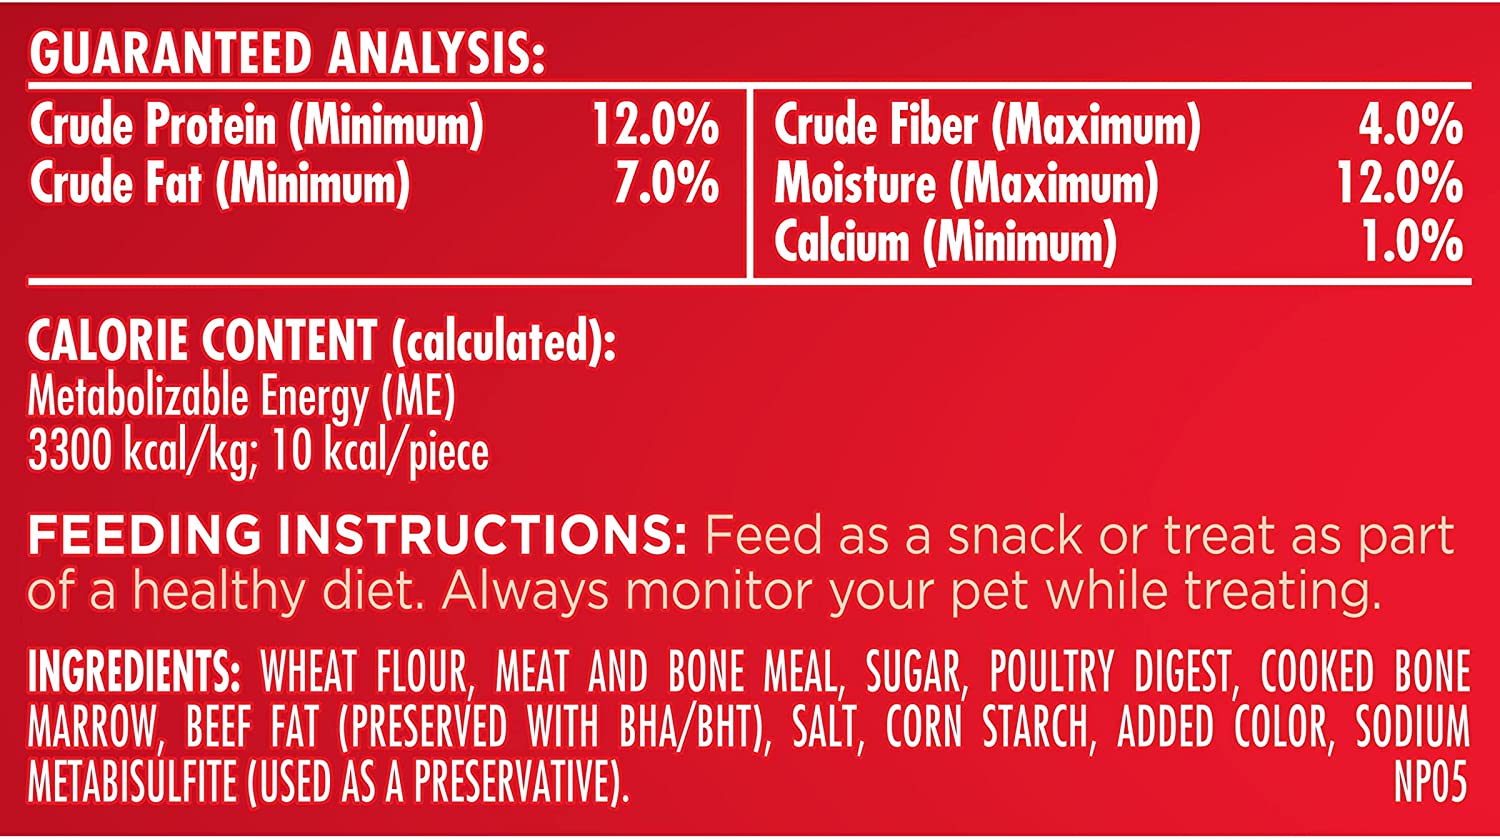 GUARANTEED ANALYSIS:
Crude Protein (Minimum) 12.0%
Crude Fat (Minimum) 7.0%
Crude Fiber (Maximum) 4.0%
Moisture (Maximum) 12.0%
Calcium (Minimum) 1.0%
CALORIE CONTENT (calculated):
Metabolizable Energy (ME)
3300 kcal/kg; 10 kcal/piece
FEEDING INSTRUCTIONS: Feed as a snack or treat as part
of a healthy diet. Always monitor your pet while treating.
INGREDIENTS: WHEAT FLOUR, MEAT AND BONE MEAL, SUGAR, POULTRY DIGEST, COOKED BONE
MARROW, BEEF FAT (PRESERVED WITH BHA/BHT), SALT, CORN STARCH, ADDED COLOR, SODIUM
METABISULFITE (USED AS A PRESERVATIVE). NP05